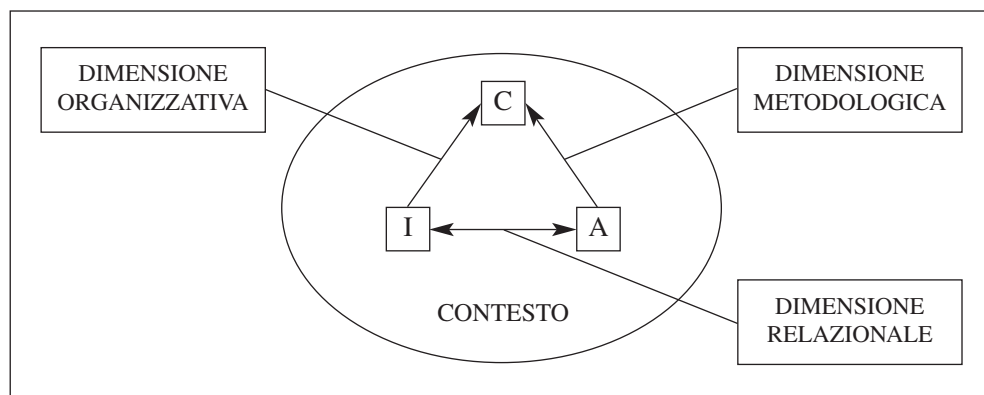 DIMENSIONE
ORGANIZZATIVA
DIMENSIONE
METODOLOGICA
C
I
A
CONTESTO
DIMENSIONE
RELAZIONALE